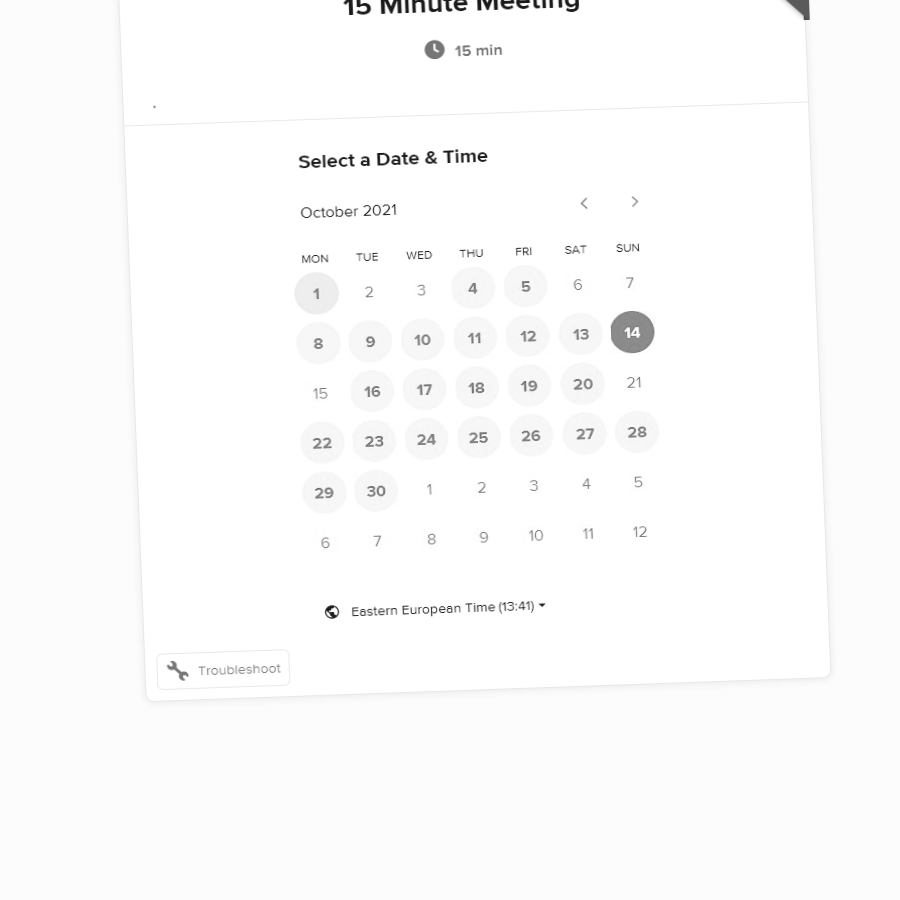 15 Minute Meeting
15 min
.
Select a Date & Time
October 2021
MON TUE WED THU FRI SAT SUN
1 2 3 4 5 6 7
8 9 10 11 12 13 14
15 16 17 18 19 20 21
22 23 24 25 26 27 28
29 30 1 2 3 4 5
6 7 8 9 10 11 12
Eastern European Time (13:41)
Troubleshoot